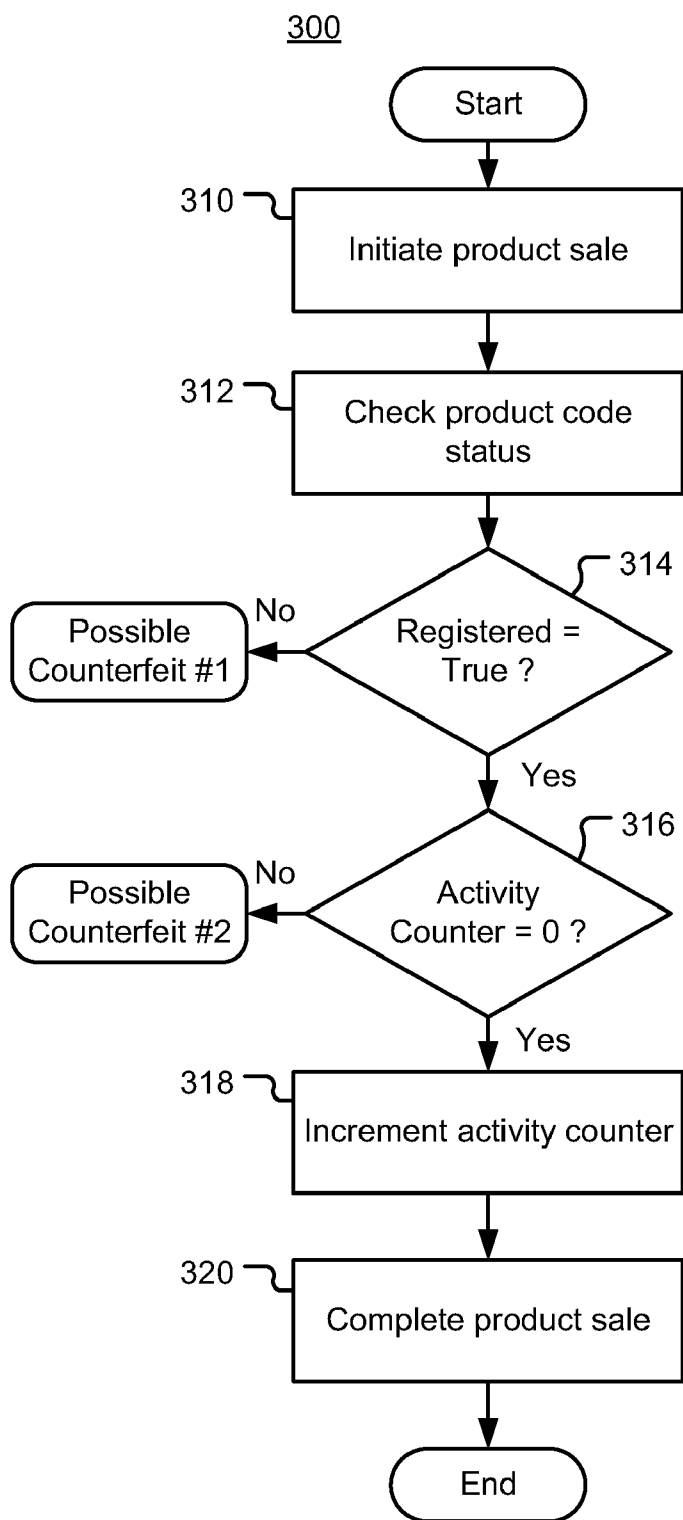 300
Start
310
Initiate product sale
312
Check product code
status
314
Registered =
True ?
No
Possible
Counterfeit #1
Yes
316
Activity
Counter = 0 ?
No
Possible
Counterfeit #2
Yes
318
Increment activity counter
320
Complete product sale
End